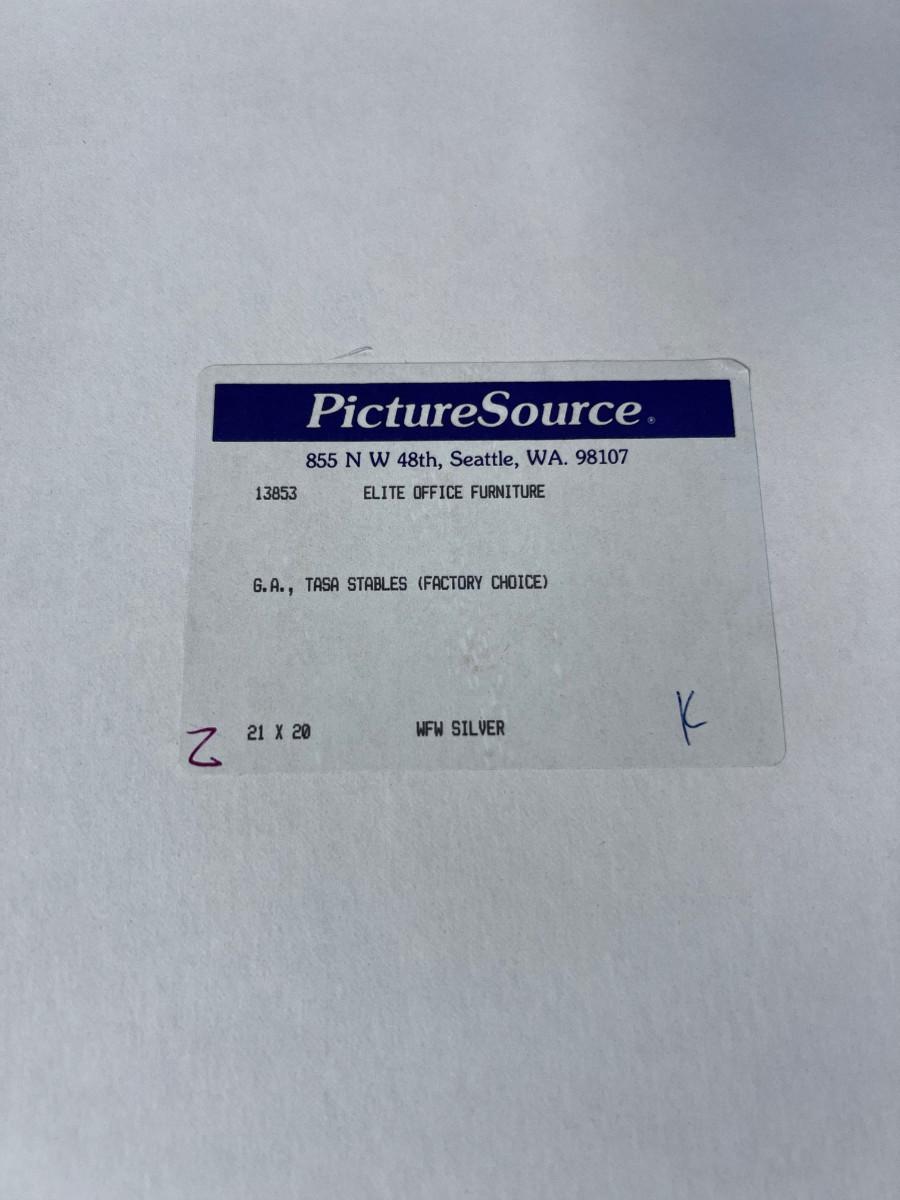 PictureSource®
855 N W 48th, Seattle, WA. 98107
13853 ELITE OFFICE FURNITURE
G.A., TASA STABLES (FACTORY CHOICE)
21 X 20 WFW SILVER K